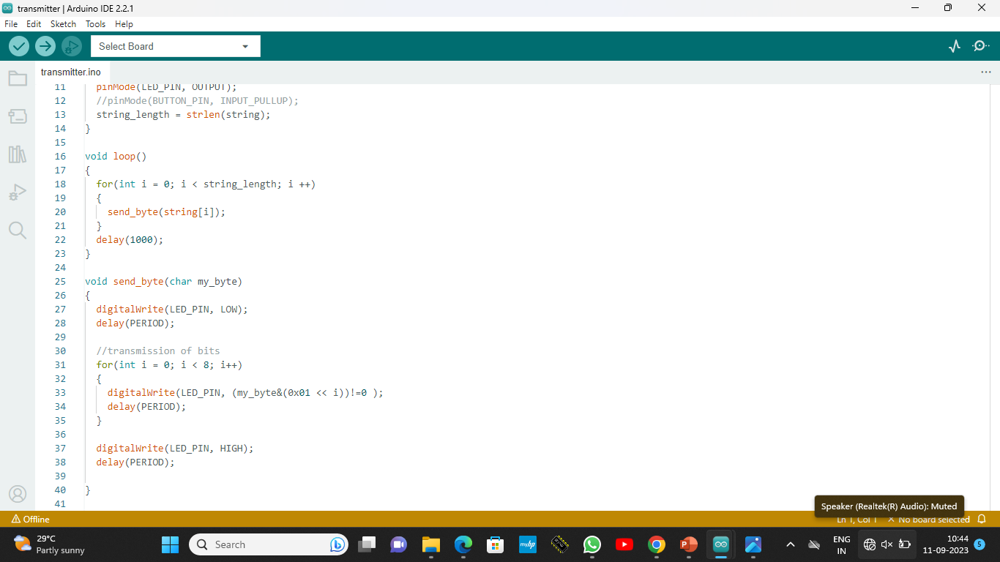 transmitter | Arduino IDE 2.2.1
File Edit Sketch Tools Help
Select Board
transmitter.ino
11 pinMode(LED_PIN, OUTPUT);
12 //pinMode(BUTTON_PIN, INPUT_PULLUP);
13 string_length = strlen(string);
14 }
15
16 void loop()
17 {
18 for(int i = 0; i < string_length; i ++)
19 {
20 send_byte(string[i]);
21 }
22 delay(1000);
23 }
24
25 void send_byte(char my_byte)
26 {
27 digitalWrite(LED_PIN, LOW);
28 delay(PERIOD);
29
30 //transmission of bits
31 for(int i = 0; i < 8; i++)
32 {
33 digitalWrite(LED_PIN, (my_byte&(0x01 << i))!=0 );
34 delay(PERIOD);
35 }
36
37 digitalWrite(LED_PIN, HIGH);
38 delay(PERIOD);
39
40 }
41
Speaker (Realtek(R) Audio): Muted
Offline
Ln 1, Col 1 × No board selected
29°C
Partly sunny
Search
myhp
ENG
IN
10:44
11-09-2023
5